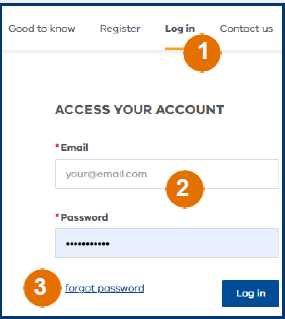 Good to know Register Log in Contact us
1
ACCESS YOUR ACCOUNT
*Email
your@email.com
2
*Password
•••••••••••
3 forgot password Log in